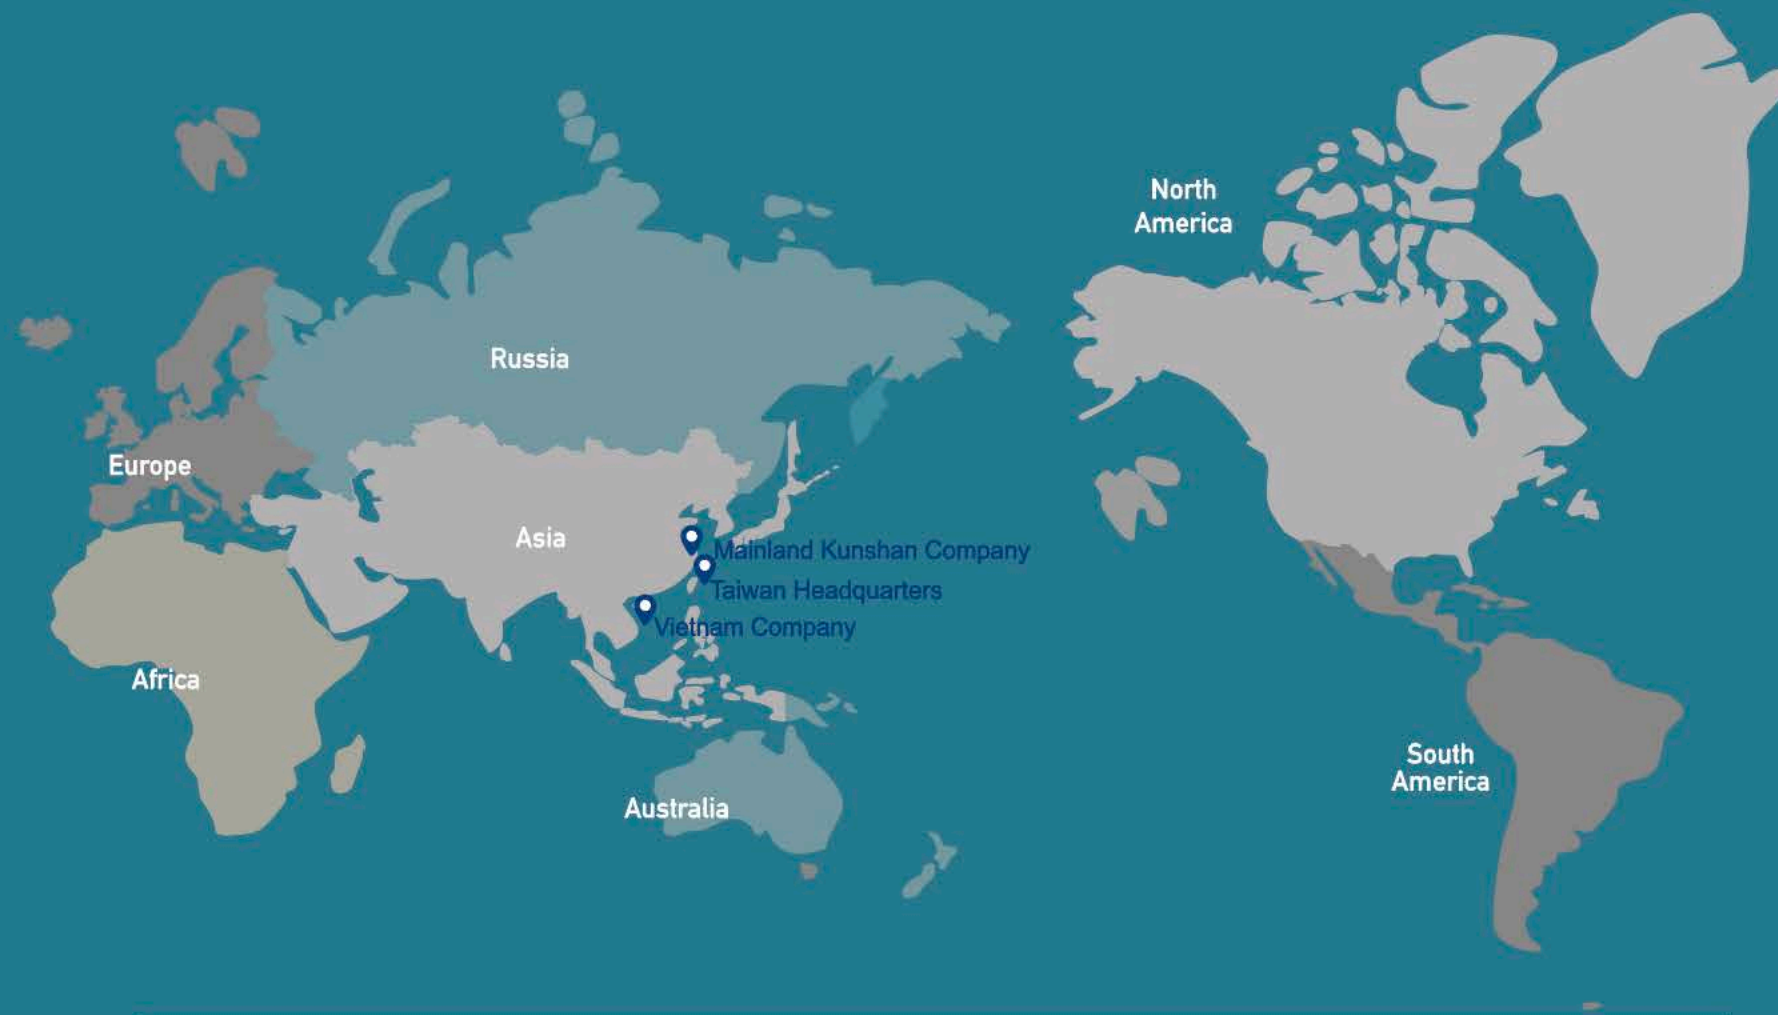 North
America
Russia
Europe
Asia
Mainland Kunshan Company
Taiwan Headquarters
Vietnam Company
Africa
South
America
Australia